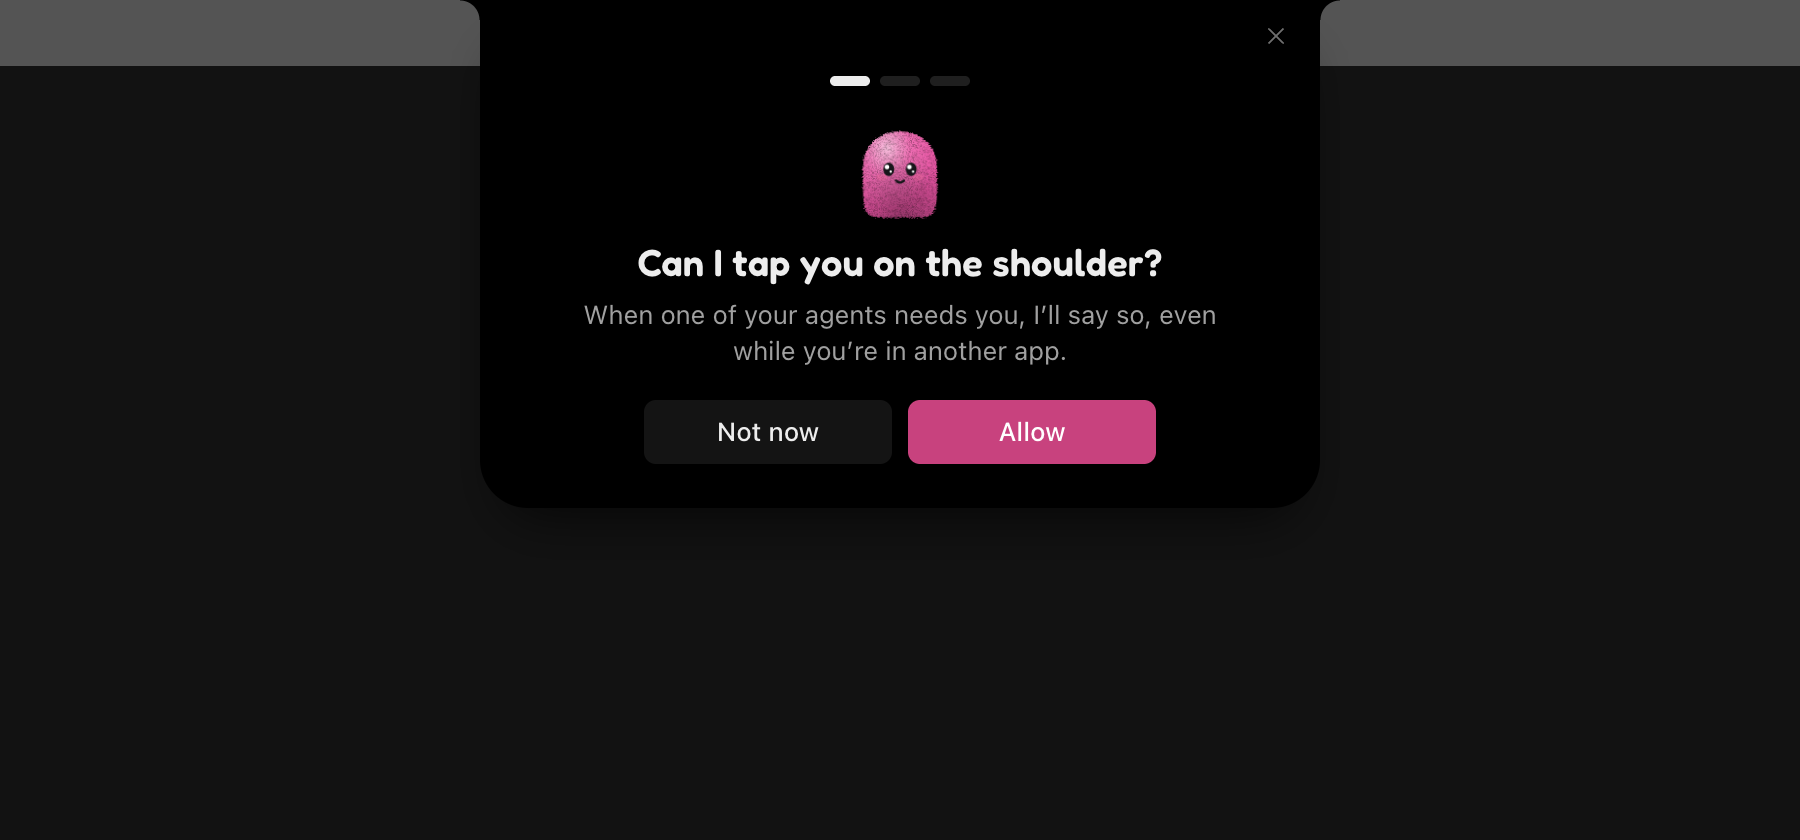 Can I tap you on the shoulder?
When one of your agents needs you, I’ll say so, even
while you’re in another app.
Not now
Allow